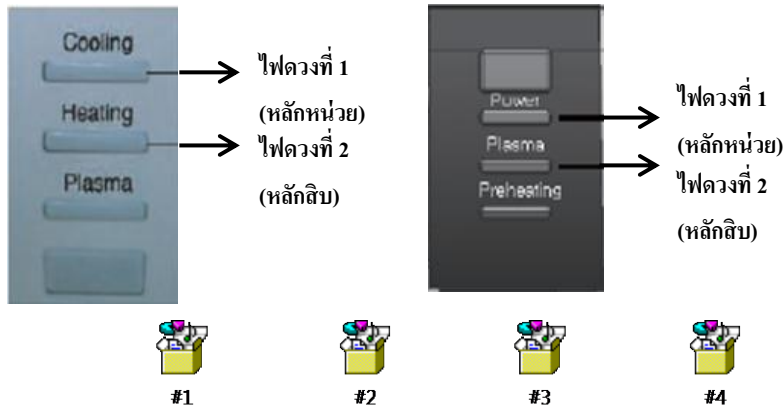 Cooling
ไฟดวงที่ 1
(หลักหน่วย)
Heating
ไฟดวงที่ 2
(หลักสิบ)
Plasma
Power
ไฟดวงที่ 1
(หลักหน่วย)
Plasma
ไฟดวงที่ 2
(หลักสิบ)
Preheating
#1 #2 #3 #4